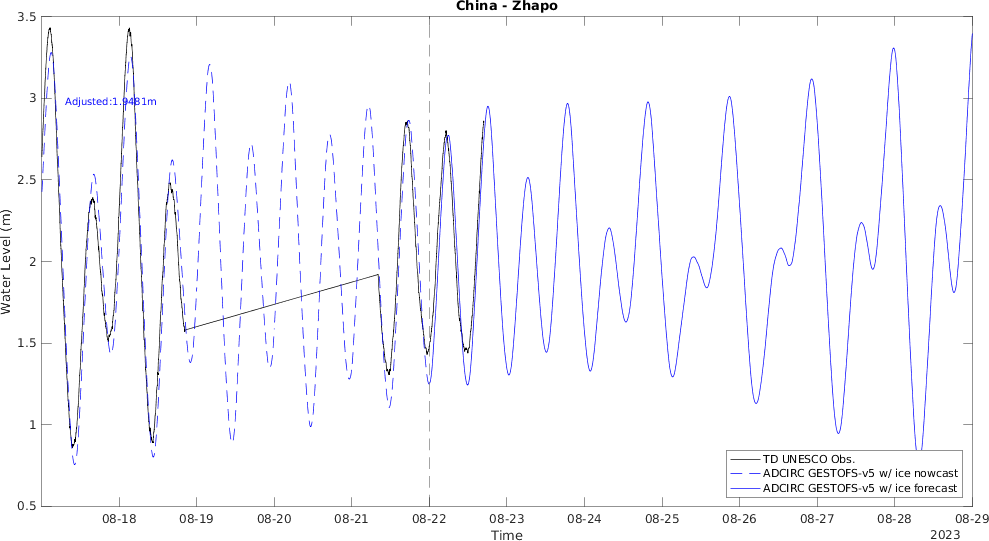 China - Zhapo
3.5
3
2.5
2
1.5
1
0.5
Water Level (m)
Adjusted:1.9481m
TD UNESCO Obs.
ADCIRC GESTOFS-v5 w/ ice nowcast
ADCIRC GESTOFS-v5 w/ ice forecast
08-18
08-19
08-20
08-21
08-22
08-23
08-24
08-25
08-26
08-27
08-28
08-29
Time
2023